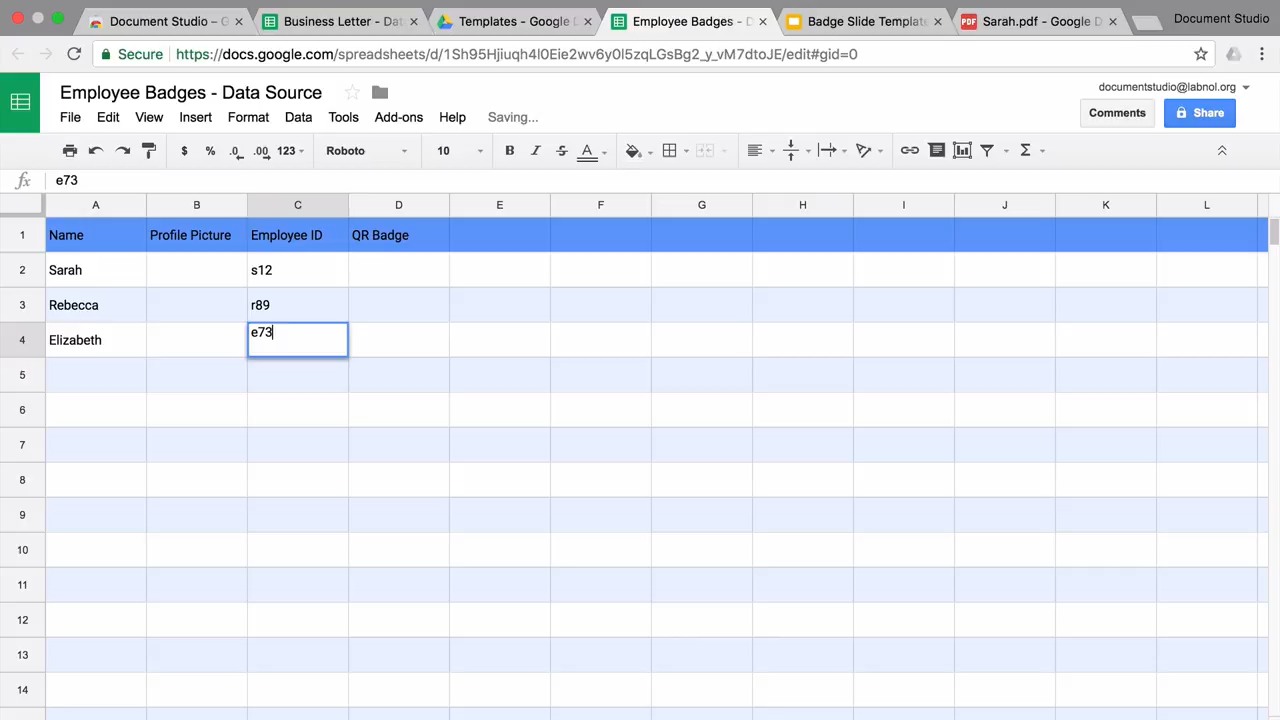 Document Studio – G
Business Letter - Dat
Templates - Google D
Employee Badges - D
Badge Slide Template
Sarah.pdf - Google D
Document Studio
Secure
https://docs.google.com/spreadsheets/d/1Sh95Hjiuqh4l0Eie2wv6y0l5zqLGsBg2_y_vM7dtoJE/edit#gid=0
Employee Badges - Data Source
documentstudio@labnol.org
File Edit View Insert Format Data Tools Add-ons Help Saving...
Comments
Share
$ % .0 .00 123 Roboto 10 B I S A Σ
fx e73
A B C D E F G H I J K L
1 Name Profile Picture Employee ID QR Badge
2 Sarah s12
3 Rebecca r89
4 Elizabeth e73
5
6
7
8
9
10
11
12
13
14